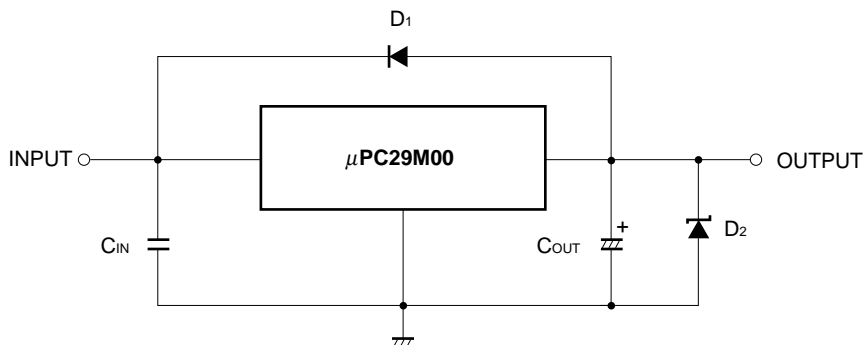 D1
INPUT
μPC29M00
OUTPUT
CIN
COUT
+
D2